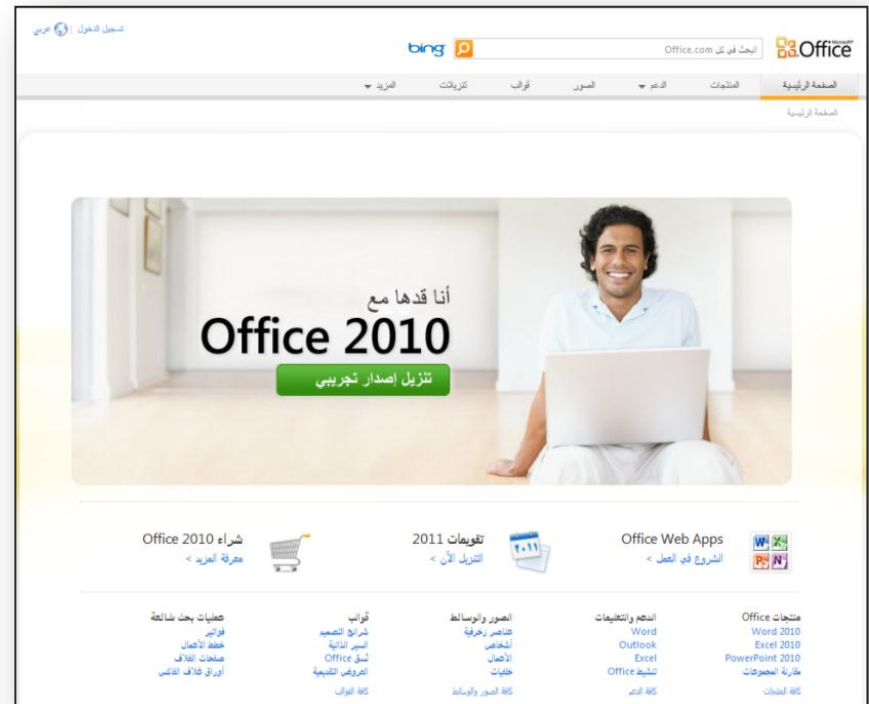 تسجيل الدخول | عربي
Microsoft®
Office
البحث في كل Office.com
bing
الصفحة الرئيسية
المنتجات
الدعم
الصور
قوالب
تنزيلات
المزيد
الصفحة الرئيسية
أنا قدها مع
Office 2010
تنزيل إصدار تجريبي
Office Web Apps
الشروع في العمل >
٢٠١١
تقويمات 2011
التنزيل الآن >
شراء Office 2010
معرفة المزيد >
منتجات Office
Word 2010
Excel 2010
PowerPoint 2010
مقارنة المجموعات
كافة المنتجات
الدعم والتعليمات
Word
Outlook
Excel
تنشيط Office
كافة الدعم
الصور والوسائط
عناصر زخرفية
أشخاص
الأعمال
خلفيات
كافة الصور والوسائط
قوالب
شرائح التصميم
السير الذاتية
نسق Office
العروض التقديمية
كافة القوالب
عمليات بحث شائعة
فواتير
خطط الأعمال
صفحات الغلاف
أوراق غلاف الفاكس